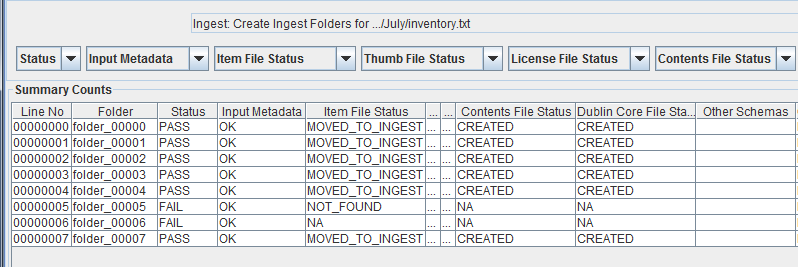 Ingest: Create Ingest Folders for .../July/inventory.txt
Status Input Metadata Item File Status Thumb File Status License File Status Contents File Status
Summary Counts
Line No Folder Status Input Metadata Item File Status ... ... Contents File Status Dublin Core File Sta... Other Schemas
00000000 folder_00000 PASS OK MOVED_TO_INGEST ... ... CREATED CREATED
00000001 folder_00001 PASS OK MOVED_TO_INGEST ... ... CREATED CREATED
00000002 folder_00002 PASS OK MOVED_TO_INGEST ... ... CREATED CREATED
00000003 folder_00003 PASS OK MOVED_TO_INGEST ... ... CREATED CREATED
00000004 folder_00004 PASS OK MOVED_TO_INGEST ... ... CREATED CREATED
00000005 folder_00005 FAIL OK NOT_FOUND ... ... NA NA
00000006 folder_00006 FAIL OK NA ... ... NA NA
00000007 folder_00007 PASS OK MOVED_TO_INGEST ... ... CREATED CREATED